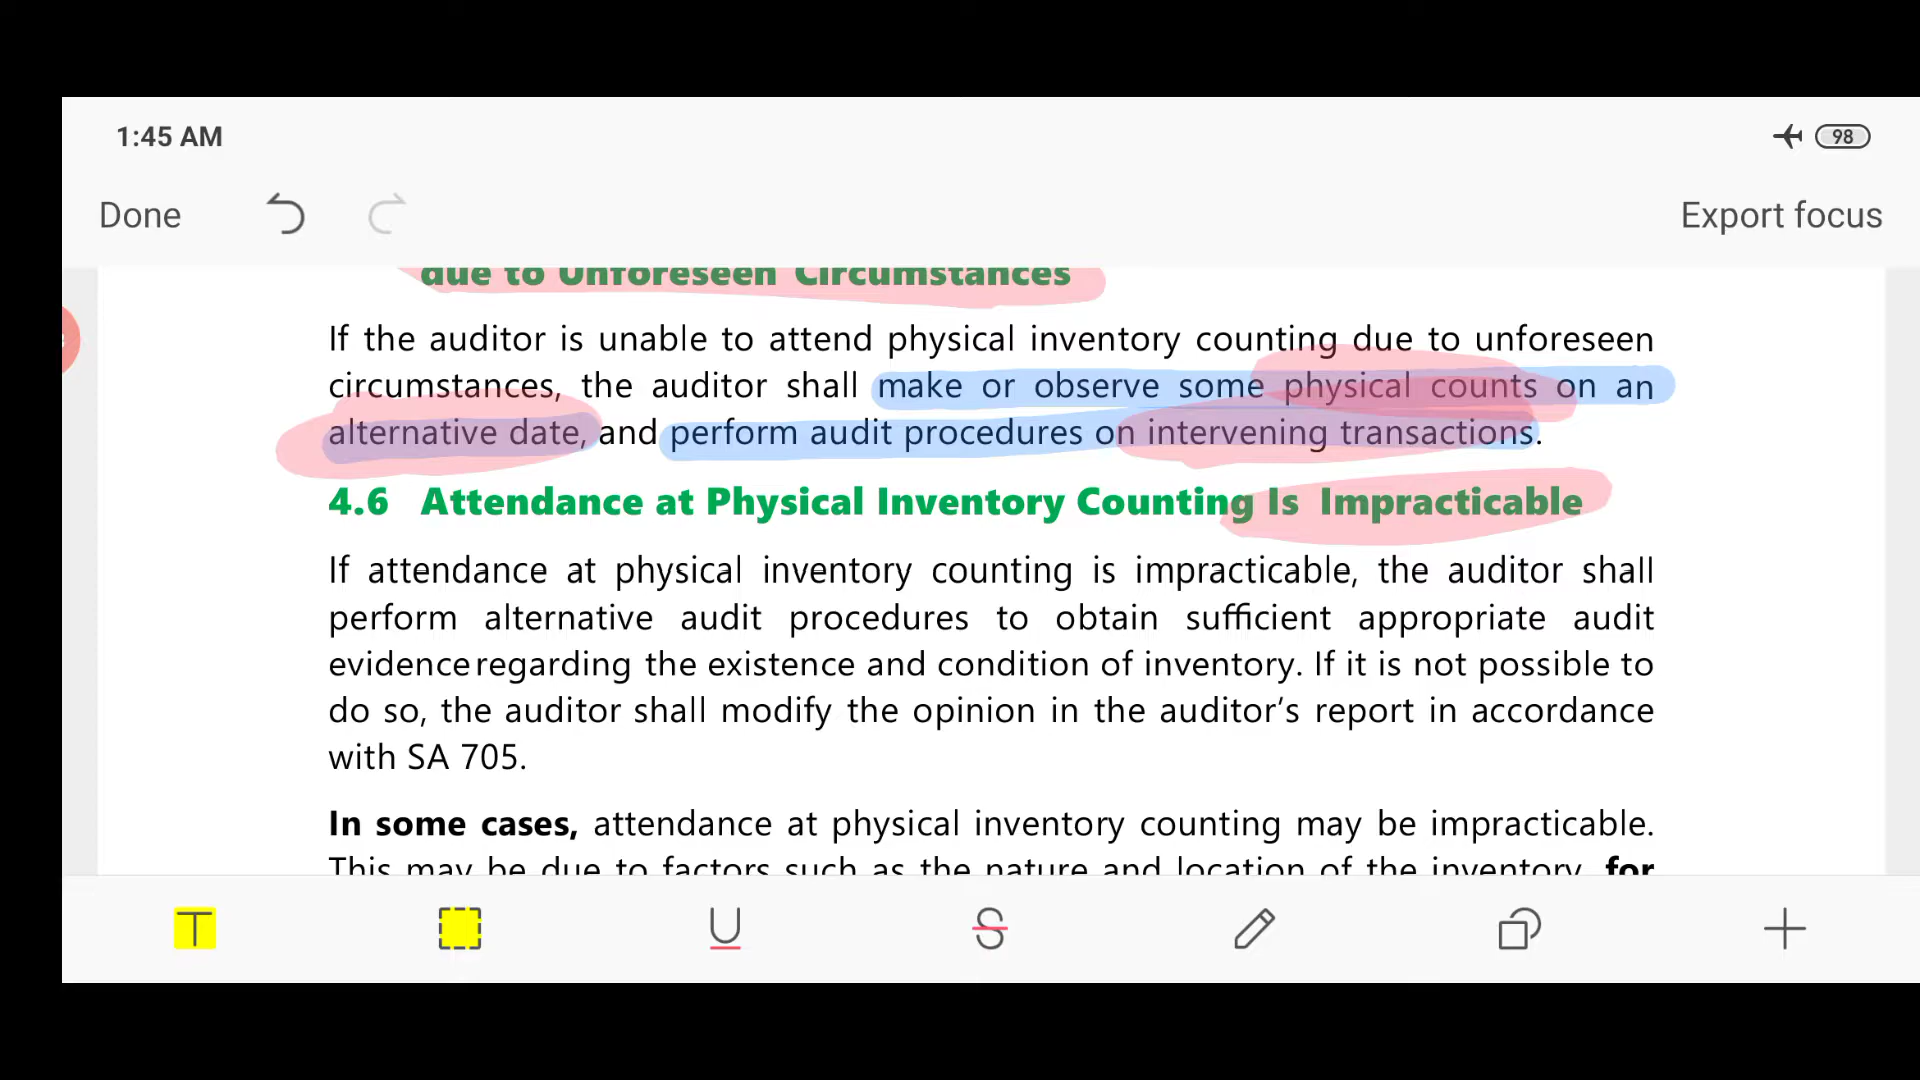 1:45 AM
98
Done
Export focus
due to Unforeseen Circumstances
If the auditor is unable to attend physical inventory counting due to unforeseen
circumstances, the auditor shall make or observe some physical counts on an
alternative date, and perform audit procedures on intervening transactions.
4.6 Attendance at Physical Inventory Counting Is Impracticable
If attendance at physical inventory counting is impracticable, the auditor shall
perform alternative audit procedures to obtain sufficient appropriate audit
evidence regarding the existence and condition of inventory. If it is not possible to
do so, the auditor shall modify the opinion in the auditor’s report in accordance
with SA 705.
In some cases, attendance at physical inventory counting may be impracticable.
This may be due to factors such as the nature and location of the inventory, for